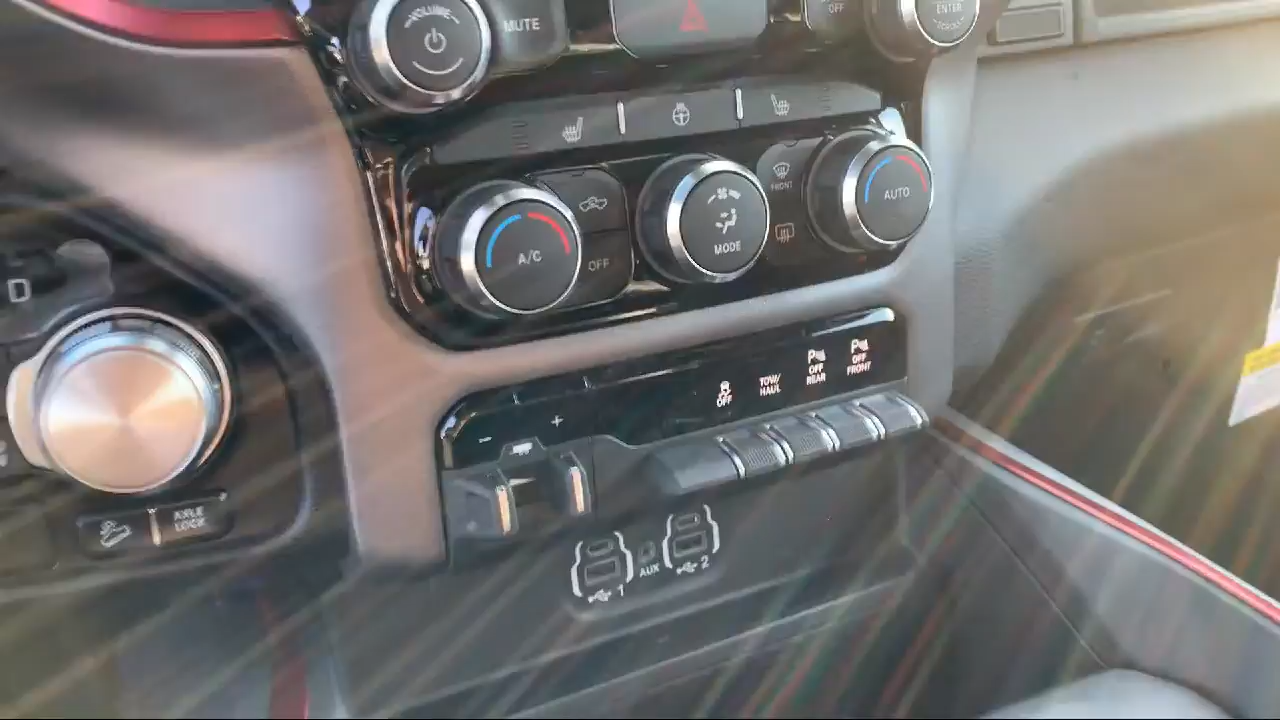 VOLUME
MUTE
OFF
ENTER
A/C
OFF
MODE
FRONT
AUTO
OFF
TOW/
HAUL
P
OFF
REAR
P
OFF
FRONT
- +
AXLE
LOCK
1
AUX
2